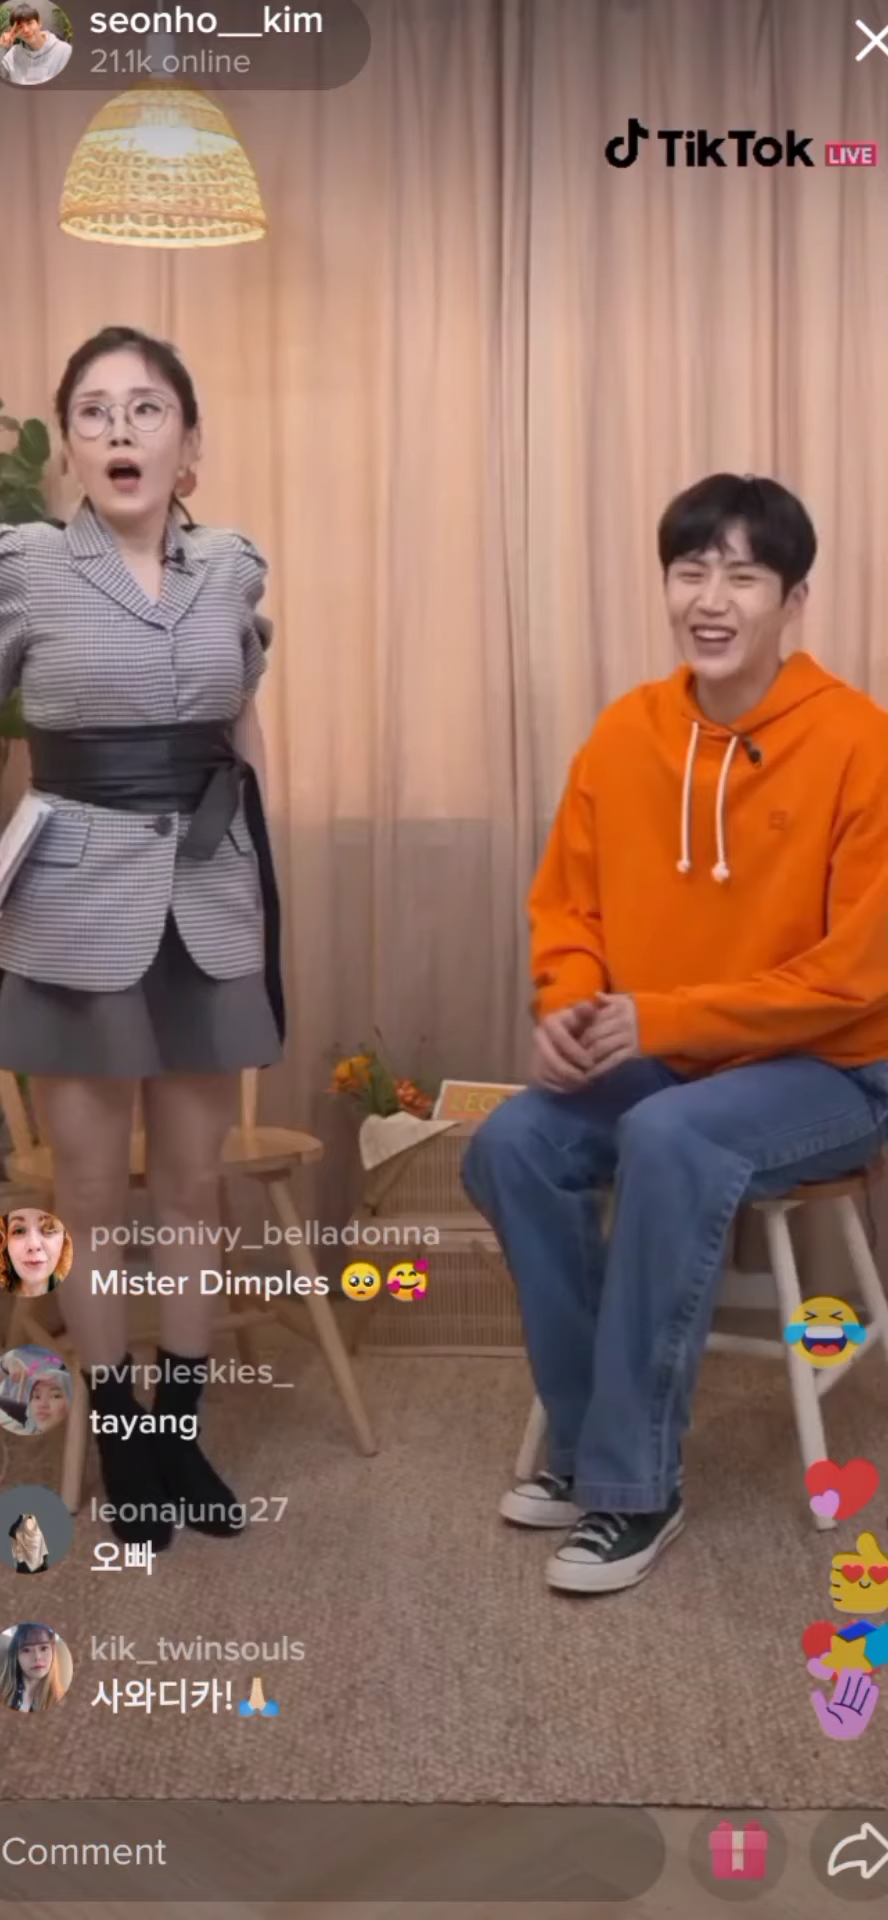 seonho__kim
21.1k online
TikTok LIVE
LEO
poisonivy_belladonna
Mister Dimples 🥺🥰
pvrpleskies_
tayang
leonajung27
오빠
kik_twinsouls
사와디카!🙏🏻
Comment